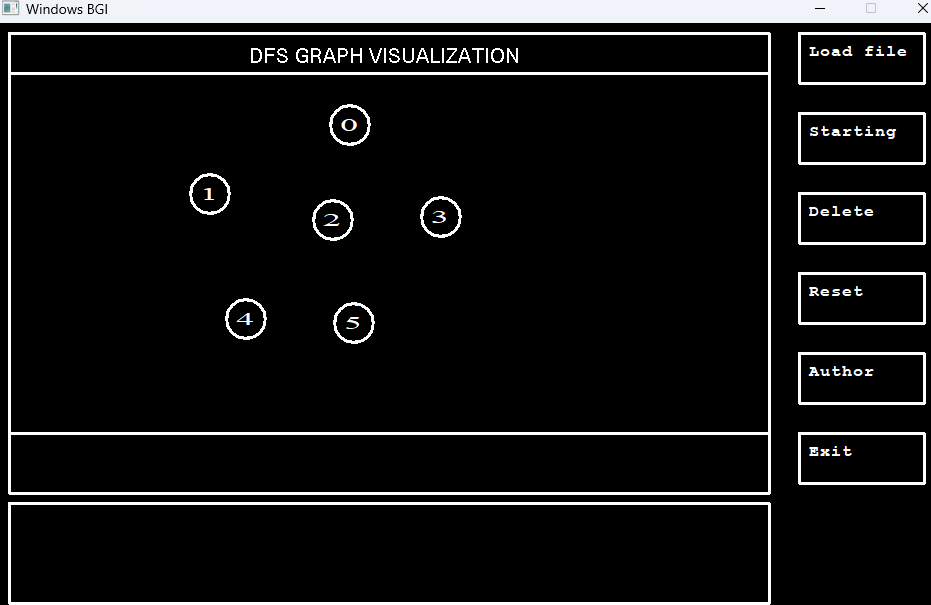 Windows BGI
DFS GRAPH VISUALIZATION
Load file
0
Starting
1
2
3
Delete
Reset
4
5
Author
Exit